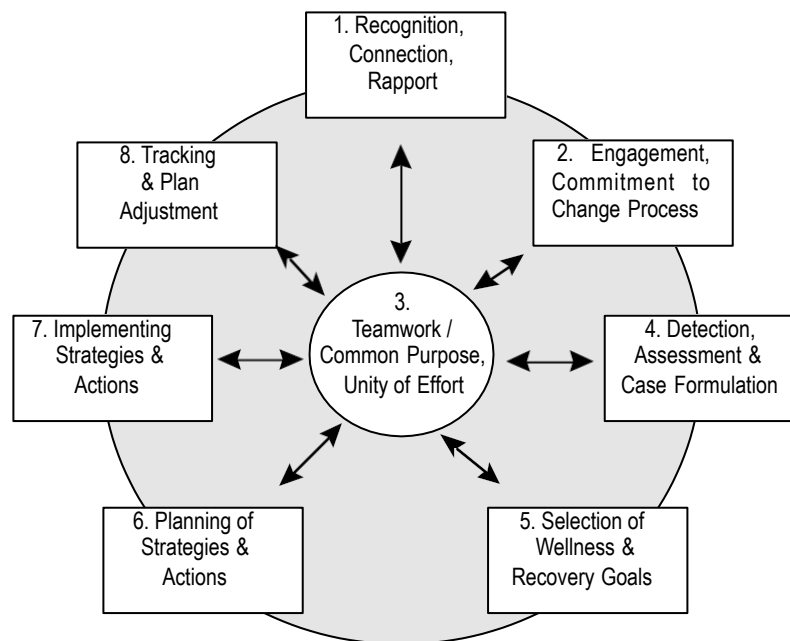 1. Recognition,
Connection,
Rapport
2. Engagement,
Commitment to
Change Process
3.
Teamwork /
Common Purpose,
Unity of Effort
4. Detection,
Assessment &
Case Formulation
5. Selection of
Wellness &
Recovery Goals
6. Planning of
Strategies &
Actions
7. Implementing
Strategies &
Actions
8. Tracking
& Plan
Adjustment